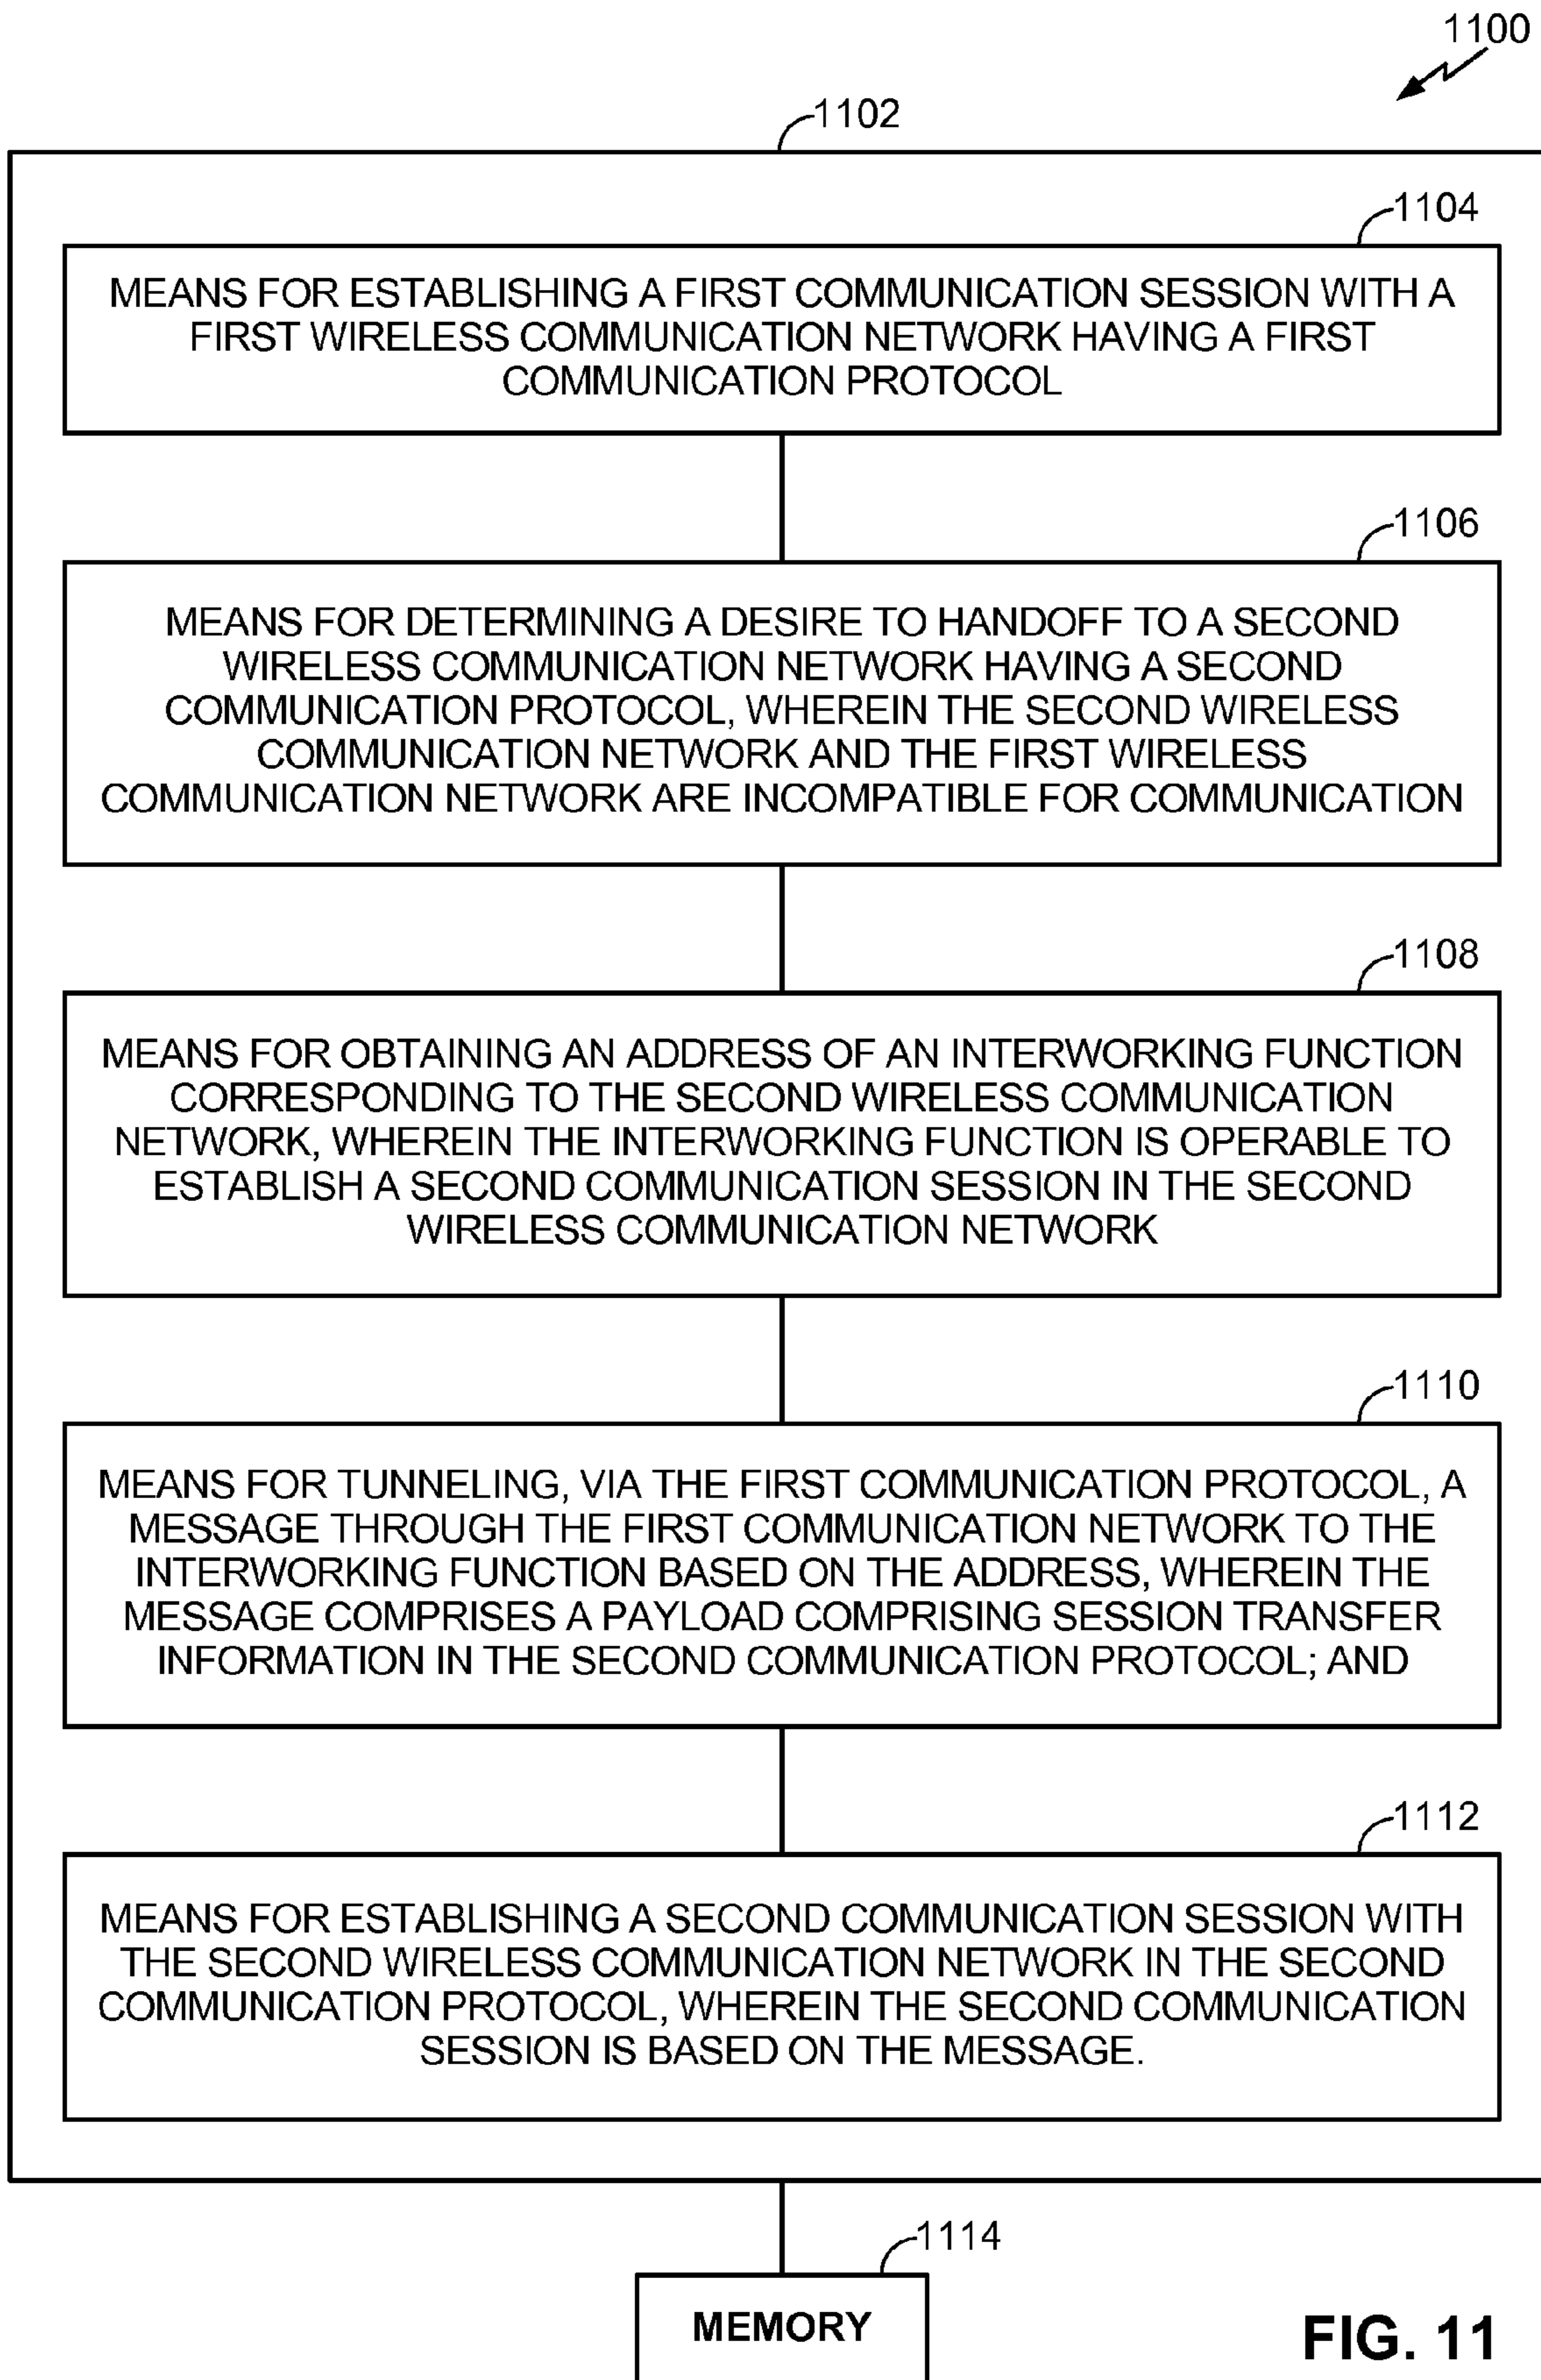 1100
1102
1104
MEANS FOR ESTABLISHING A FIRST COMMUNICATION SESSION WITH A
FIRST WIRELESS COMMUNICATION NETWORK HAVING A FIRST
COMMUNICATION PROTOCOL
1106
MEANS FOR DETERMINING A DESIRE TO HANDOFF TO A SECOND
WIRELESS COMMUNICATION NETWORK HAVING A SECOND
COMMUNICATION PROTOCOL, WHEREIN THE SECOND WIRELESS
COMMUNICATION NETWORK AND THE FIRST WIRELESS
COMMUNICATION NETWORK ARE INCOMPATIBLE FOR COMMUNICATION
1108
MEANS FOR OBTAINING AN ADDRESS OF AN INTERWORKING FUNCTION
CORRESPONDING TO THE SECOND WIRELESS COMMUNICATION
NETWORK, WHEREIN THE INTERWORKING FUNCTION IS OPERABLE TO
ESTABLISH A SECOND COMMUNICATION SESSION IN THE SECOND
WIRELESS COMMUNICATION NETWORK
1110
MEANS FOR TUNNELING, VIA THE FIRST COMMUNICATION PROTOCOL, A
MESSAGE THROUGH THE FIRST COMMUNICATION NETWORK TO THE
INTERWORKING FUNCTION BASED ON THE ADDRESS, WHEREIN THE
MESSAGE COMPRISES A PAYLOAD COMPRISING SESSION TRANSFER
INFORMATION IN THE SECOND COMMUNICATION PROTOCOL; AND
1112
MEANS FOR ESTABLISHING A SECOND COMMUNICATION SESSION WITH
THE SECOND WIRELESS COMMUNICATION NETWORK IN THE SECOND
COMMUNICATION PROTOCOL, WHEREIN THE SECOND COMMUNICATION
SESSION IS BASED ON THE MESSAGE.
1114
MEMORY
FIG. 11